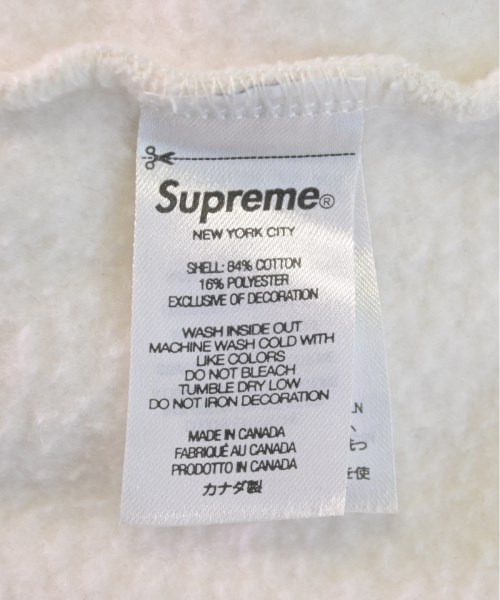 Supreme®
NEW YORK CITY
SHELL: 84% COTTON
16% POLYESTER
EXCLUSIVE OF DECORATION
WASH INSIDE OUT
MACHINE WASH COLD WITH
LIKE COLORS
DO NOT BLEACH
TUMBLE DRY LOW
DO NOT IRON DECORATION
MADE IN CANADA
FABRIQUÉ AU CANADA
PRODOTTO IN CANADA
カナダ製